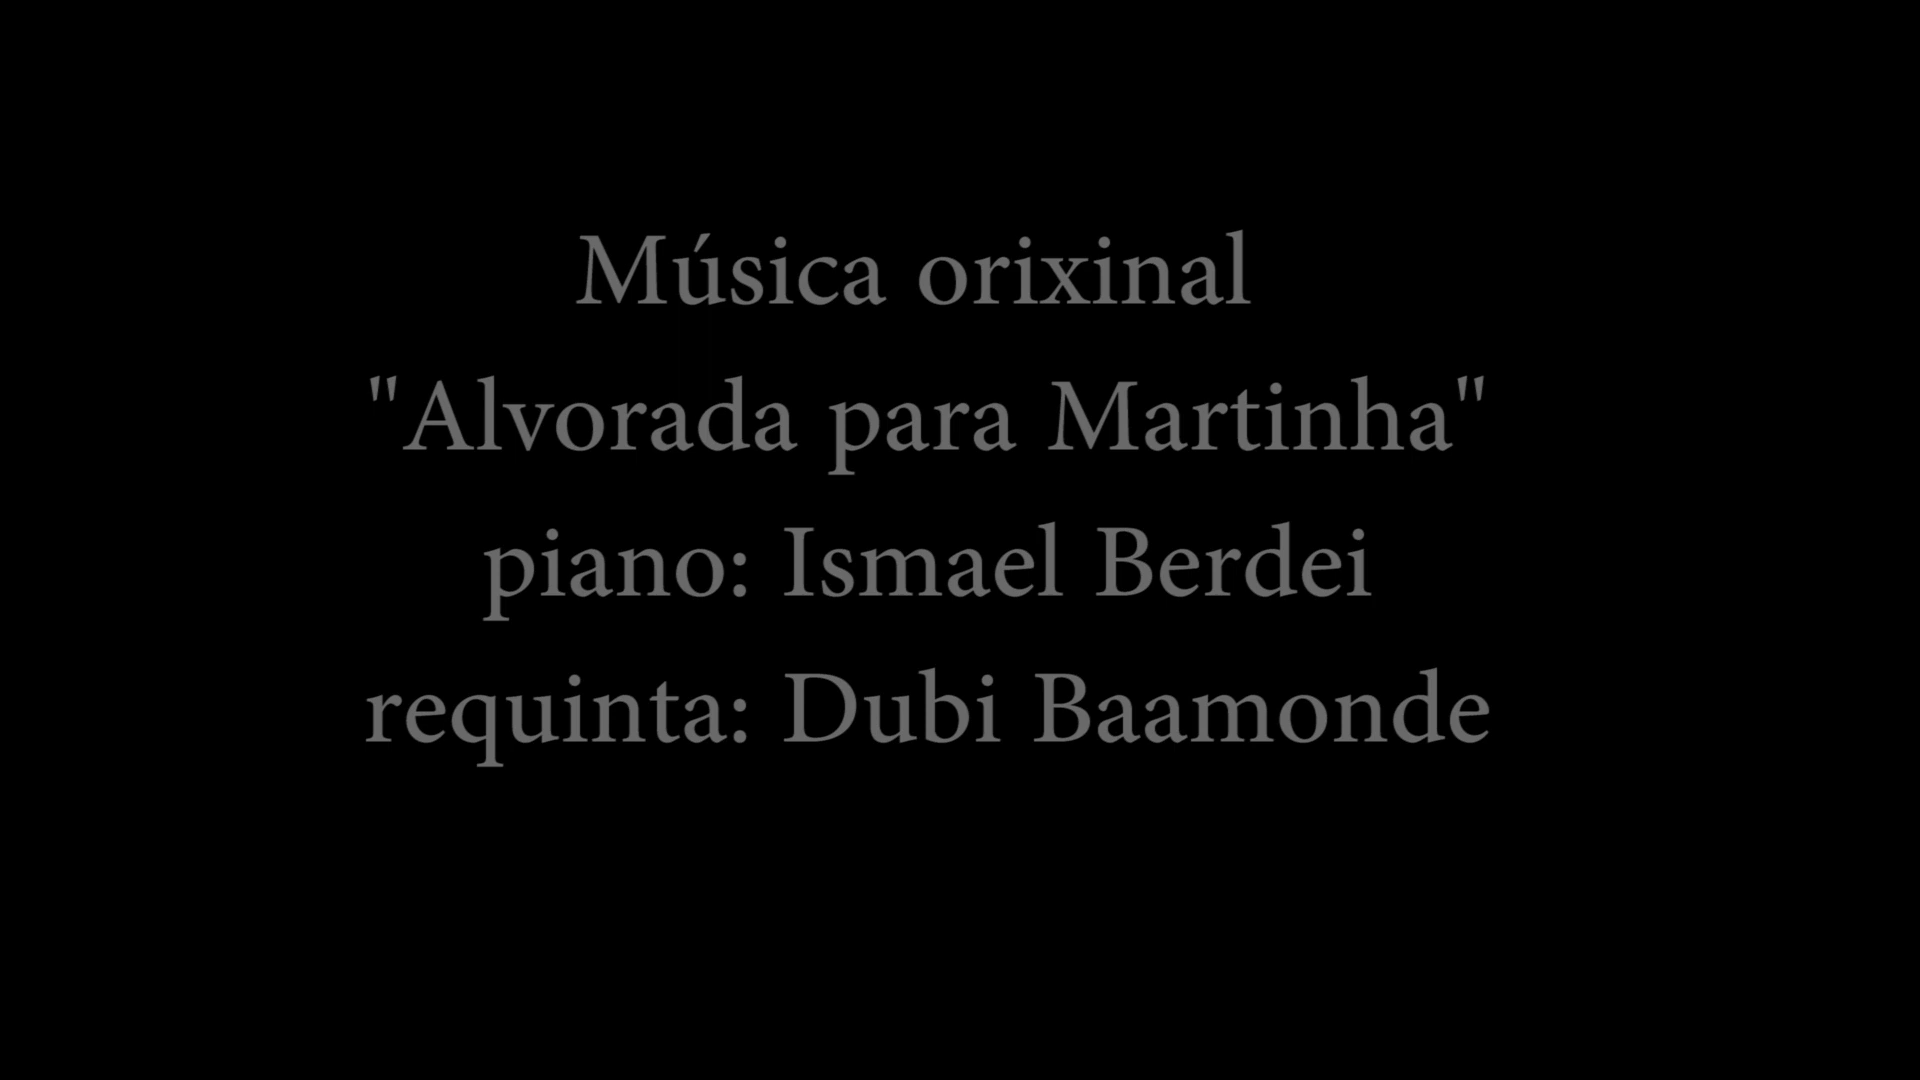 Música orixinal
"Alvorada para Martinha"
piano: Ismael Berdei
requinta: Dubi Baamonde